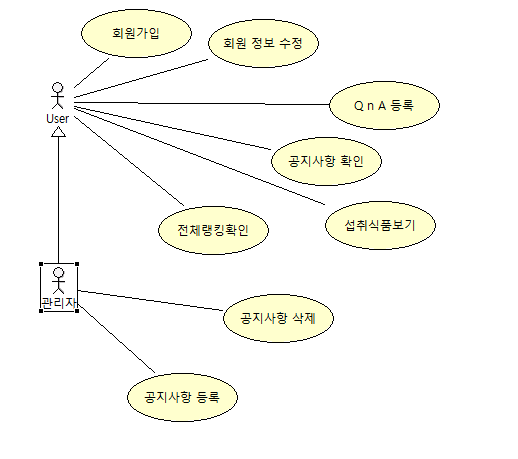 회원가입
회원 정보 수정
User
Q n A 등록
공지사항 확인
섭취식품보기
전체랭킹확인
관리자
공지사항 삭제
공지사항 등록